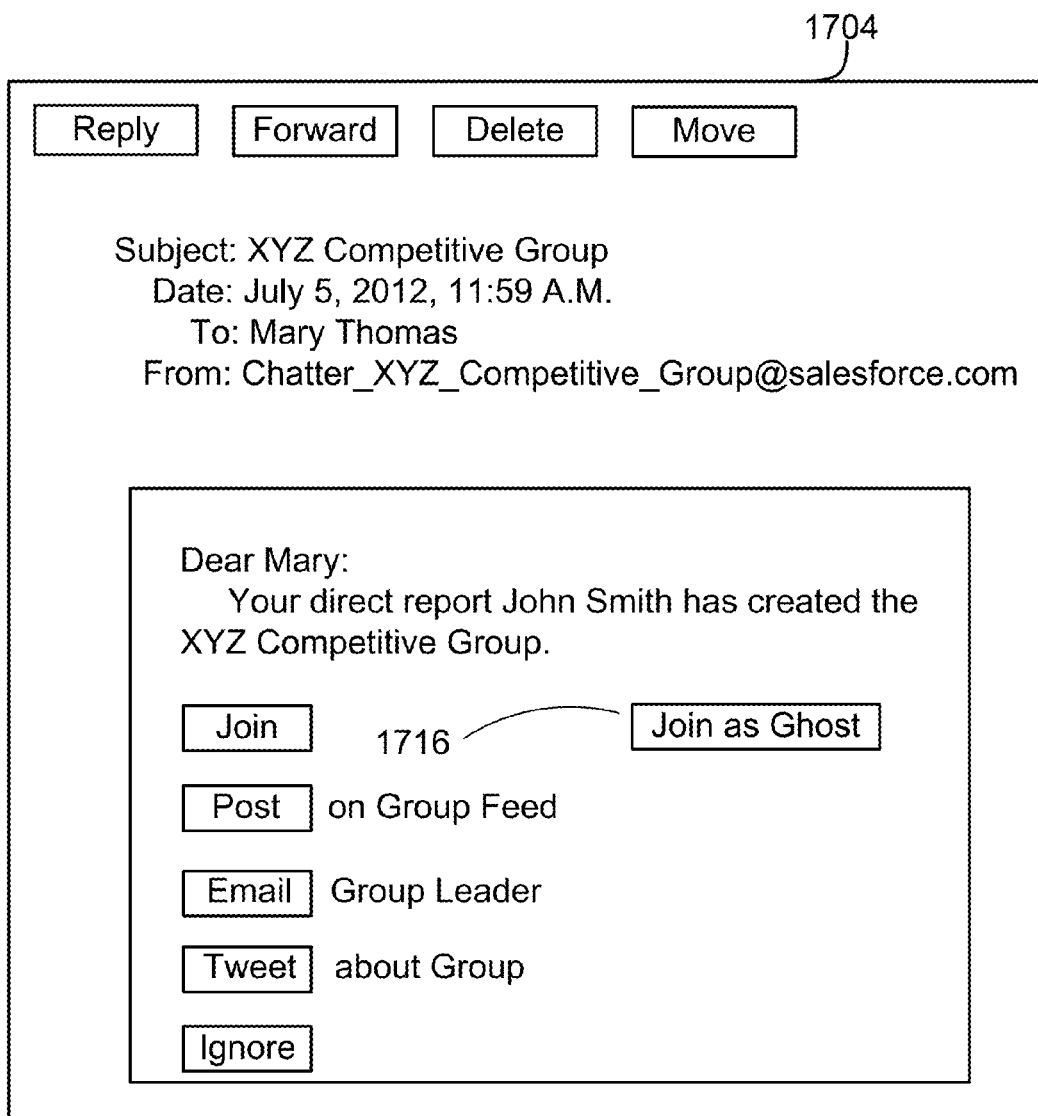 1704
Reply Forward Delete Move
Subject: XYZ Competitive Group
Date: July 5, 2012, 11:59 A.M.
To: Mary Thomas
From: Chatter_XYZ_Competitive_Group@salesforce.com
Dear Mary:
Your direct report John Smith has created the
XYZ Competitive Group.
Join 1716 Join as Ghost
Post on Group Feed
Email Group Leader
Tweet about Group
Ignore